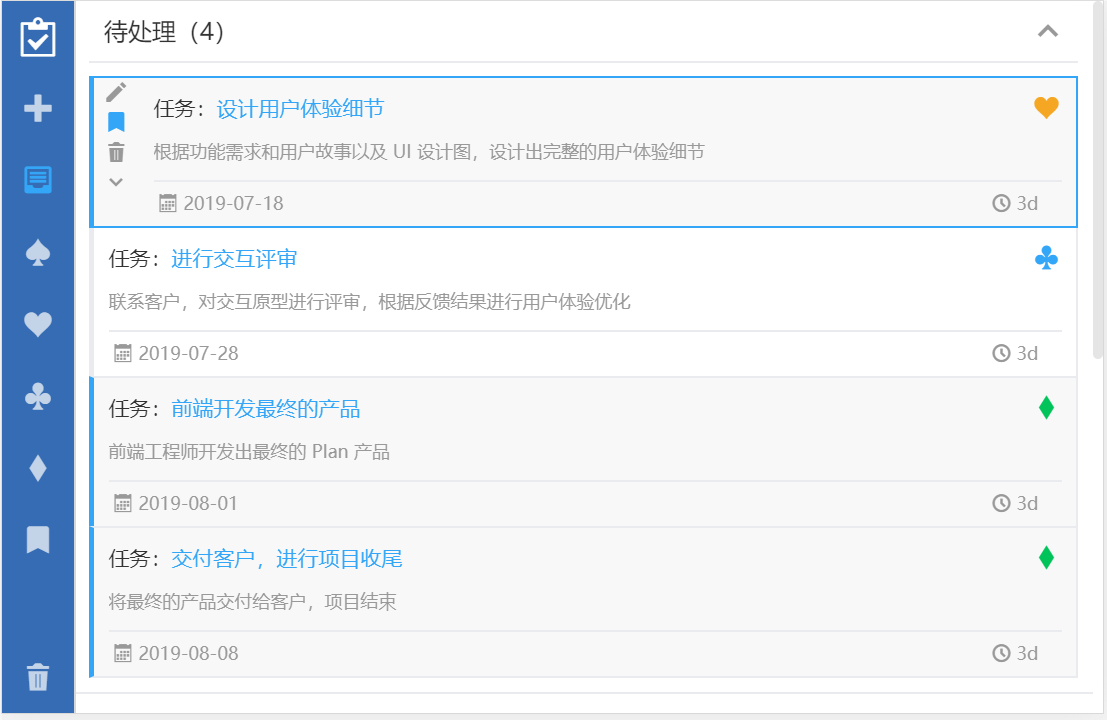 待处理（4）
任务：设计用户体验细节
根据功能需求和用户故事以及 UI 设计图，设计出完整的用户体验细节
2019-07-18 3d
任务：进行交互评审
联系客户，对交互原型进行评审，根据反馈结果进行用户体验优化
2019-07-28 3d
任务：前端开发最终的产品
前端工程师开发出最终的 Plan 产品
2019-08-01 3d
任务：交付客户，进行项目收尾
将最终的产品交付给客户，项目结束
2019-08-08 3d